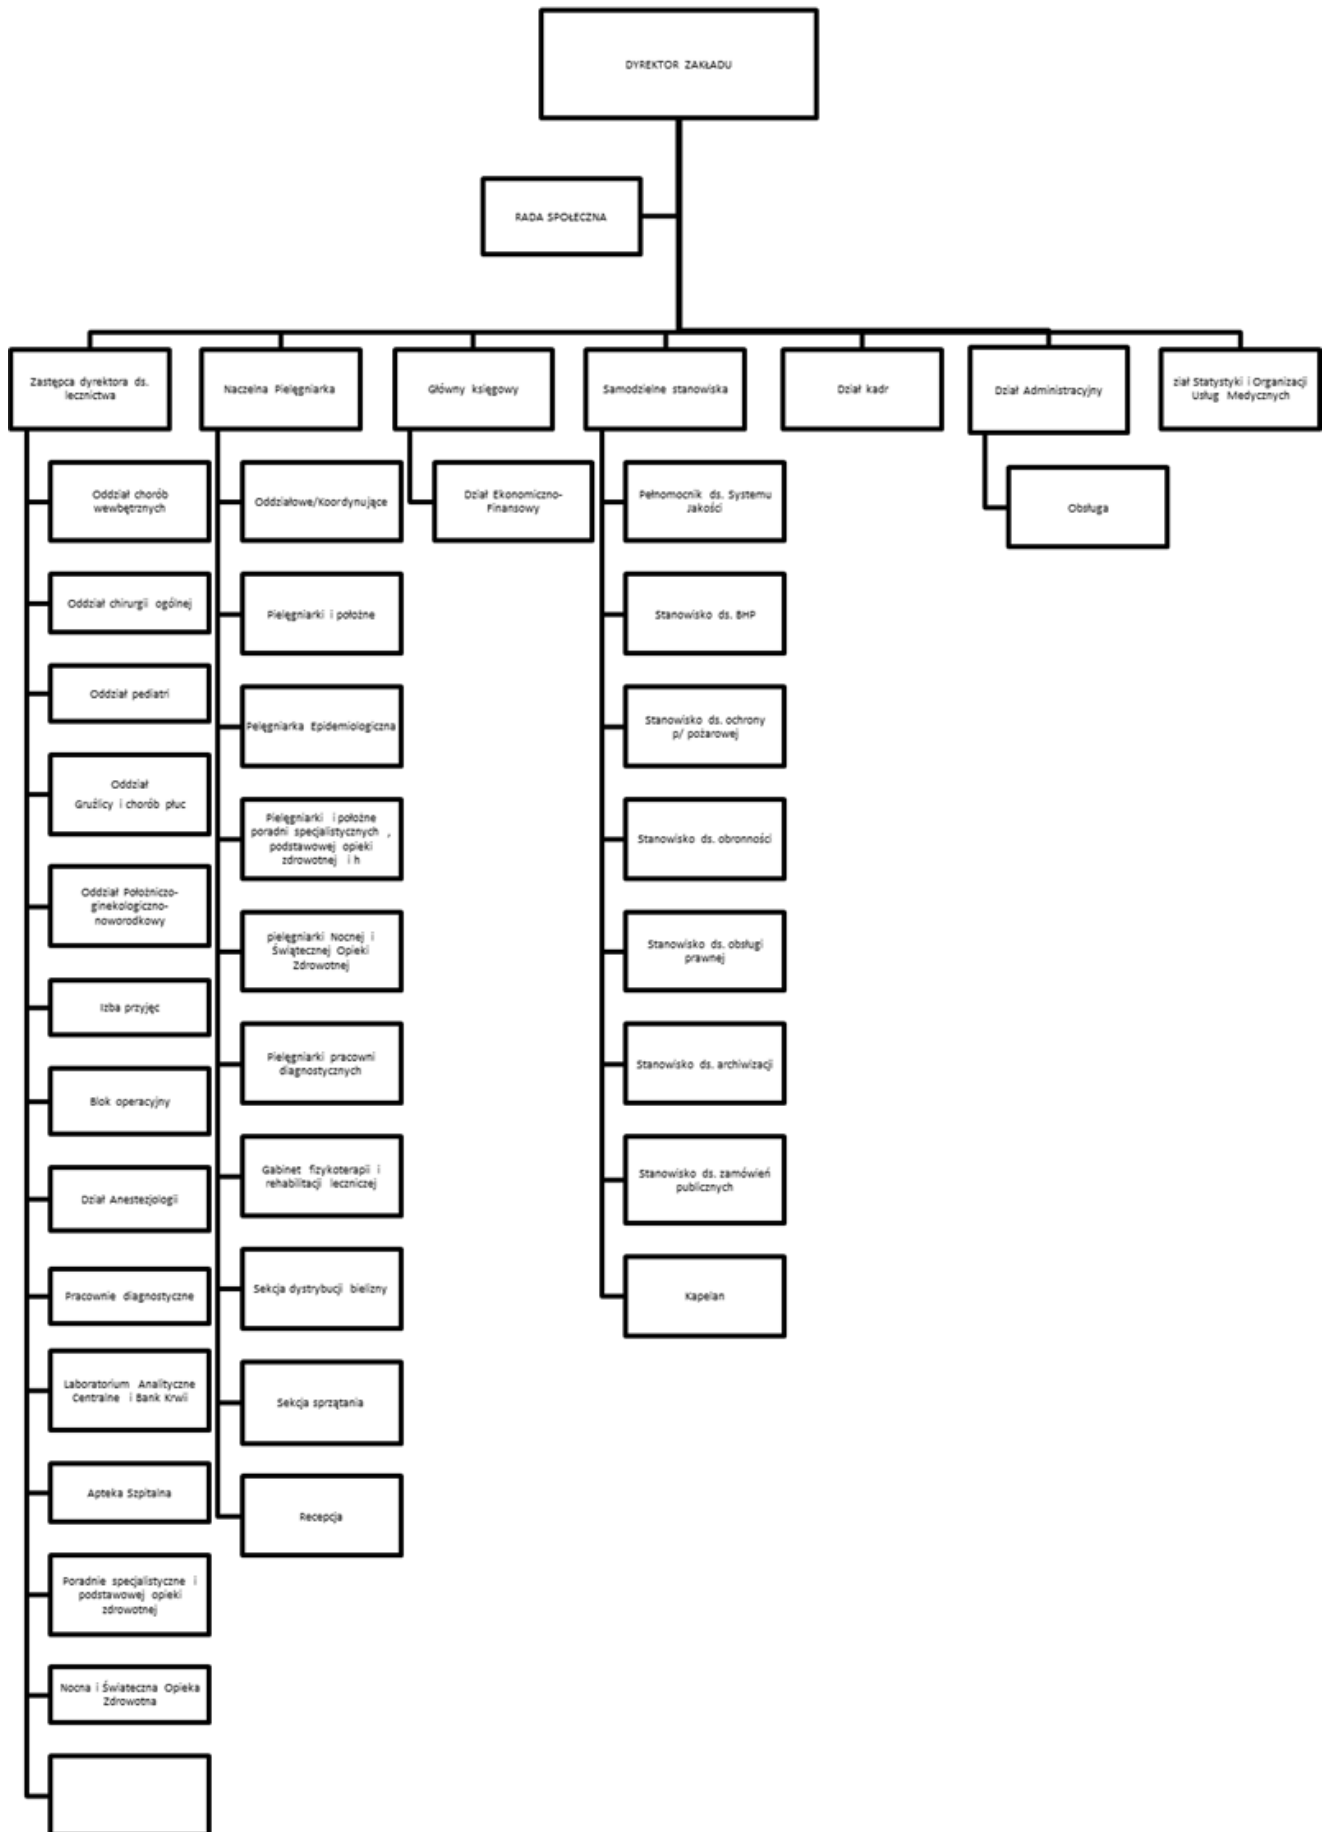 DYREKTOR ZAKŁADU
RADA SPOŁECZNA
Zastępca dyrektora ds.
lecznictwa
Naczelna Pielęgniarka
Główny księgowy
Samodzielne stanowiska
Dział kadr
Dział Administracyjny
ział Statystyki i Organizacji
Usług Medycznych
Oddział chorób
wewbętrznych
Oddział chirurgii ogólnej
Oddział pediatri
Oddział
Gruźlicy i chorób płuc
Oddział Położniczo-
ginekologiczno-
noworodkowy
Izba przyjęc
Blok operacyjny
Dział Anestezjologii
Pracownie diagnostyczne
Laboratorium Analityczne
Centralne i Bank Krwii
Apteka Szpitalna
Poradnie specjalistyczne i
podstawowej opieki
zdrowotnej
Nocna i Świateczna Opieka
Zdrowotna
Oddziałowe/Koordynujące
Pielęgniarki i położne
Pelęgniarka Epidemiologiczna
Pielęgniarki i położne
poradni specjalistycznych ,
podstawowej opieki
zdrowotnej i h
pielęgniarki Nocnej i
Świątecznej Opieki
Zdrowotnej
Pielęgniarki pracowni
diagnostycznych
Gabinet fizykoterapii i
rehabilitacji leczniczej
Sekcja dystrybucji bielizny
Sekcja sprzątania
Recepcja
Dział Ekonomiczno-
Finansowy
Pełnomocnik ds. Systemu
Jakości
Stanowisko ds. BHP
Stanowisko ds. ochrony
p/ pożarowej
Stanowisko ds. obronności
Stanowisko ds. obsługi
prawnej
Stanowisko ds. archiwizacji
Stanowisko ds. zamówień
publicznych
Kapelan
Obsługa